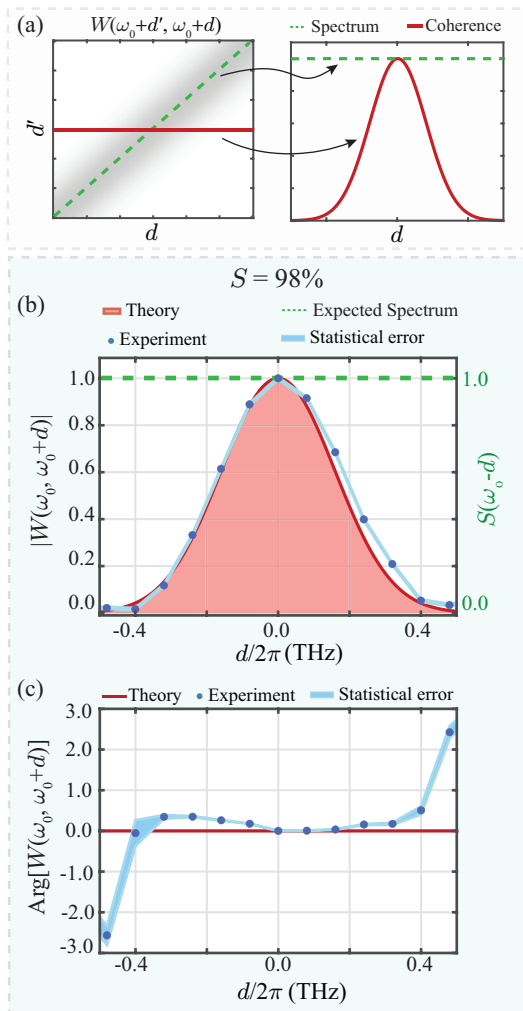 (a)
W(ω₀+d′, ω₀+d)
Spectrum
Coherence
d′
d
d
S = 98%
(b)
Theory
Expected Spectrum
Experiment
Statistical error
|W(ω₀, ω₀+d)|
1.0
0.8
0.6
0.4
0.2
0.0
1.0
0.0
S(ω₀-d)
-0.4
0.0
0.4
d/2π (THz)
(c)
Theory
Experiment
Statistical error
Arg[W(ω₀, ω₀+d)]
3.0
2.0
1.0
0.0
-1.0
-2.0
-3.0
-0.4
0.0
0.4
d/2π (THz)